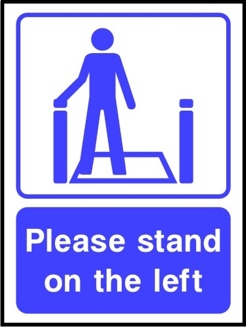 Please stand
on the left